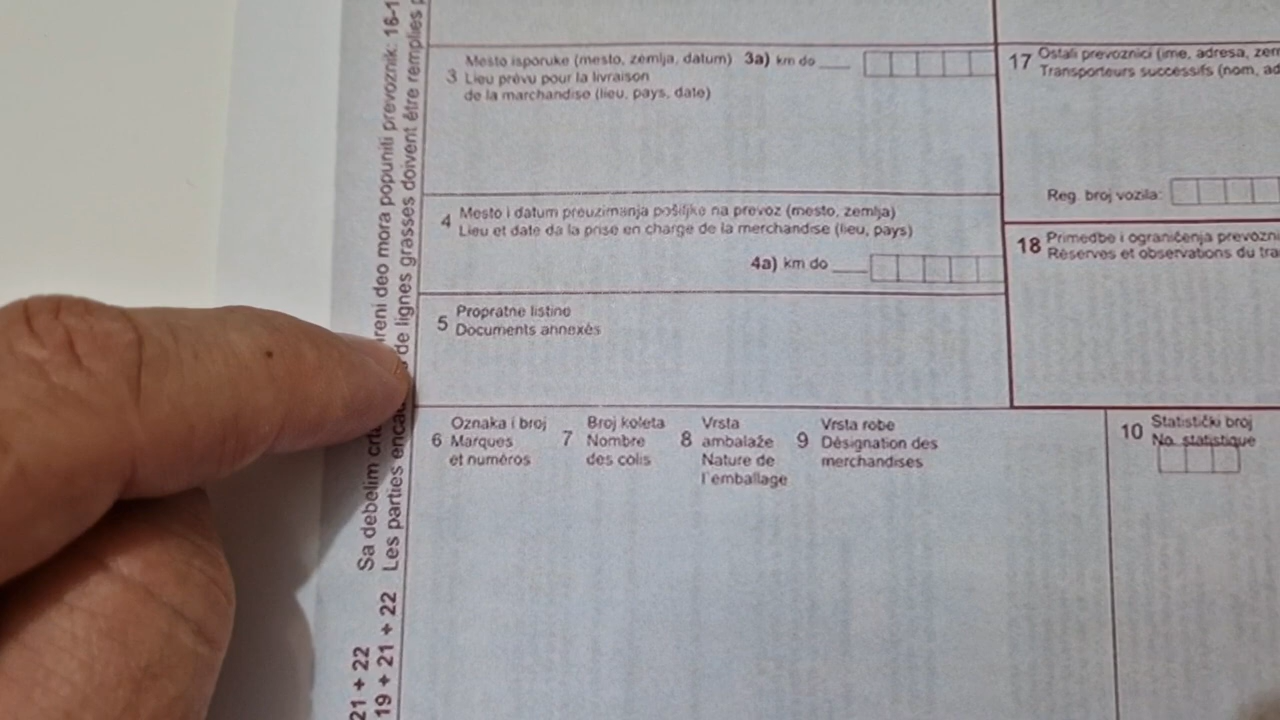 3 Mesto isporuke (mesto, zemlja, datum) 3a) km do
Lieu prévu pour la livraison
de la marchandise (lieu, pays, date)
4 Mesto i datum preuzimanja pošiljke na prevoz (mesto, zemlja)
Lieu et date da la prise en charge de la merchandise (lieu, pays)
4a) km do
5 Propratne listine
Documents annexés
6 Oznaka i broj
Marques
et numéros
7 Broj koleta
Nombre
des colis
8 Vrsta
ambalaže
Nature de
l'emballage
9 Vrsta robe
Désignation des
merchandises
10 Statistički broj
No. statistique
17 Ostali prevoznici (ime, adresa,
Transporteurs successifs (nom,
Reg. broj vozila:
18 Primedbe i ograničenja
Réserves et observations du
21 + 22 Sa debelim deo mora popuniti prevoznik:
19 + 21 + 22 Les parties de lignes grasses doivent être remplies